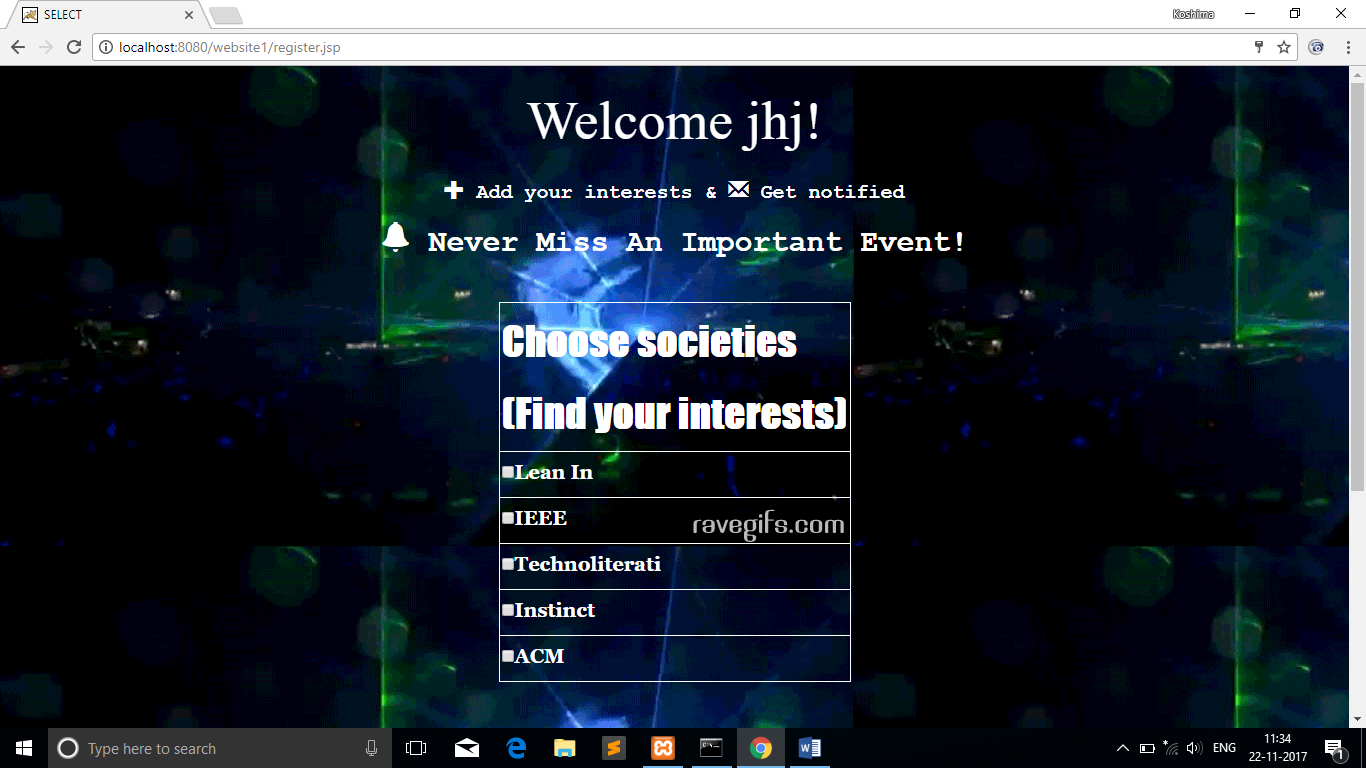 SELECT
Koshima
localhost:8080/website1/register.jsp
Welcome jhj!
Add your interests & Get notified
Never Miss An Important Event!
Choose societies
(Find your interests)
Lean In
IEEE
ravegifs.com
Technoliterati
Instinct
ACM
Type here to search
ENG
11:34
22-11-2017
1